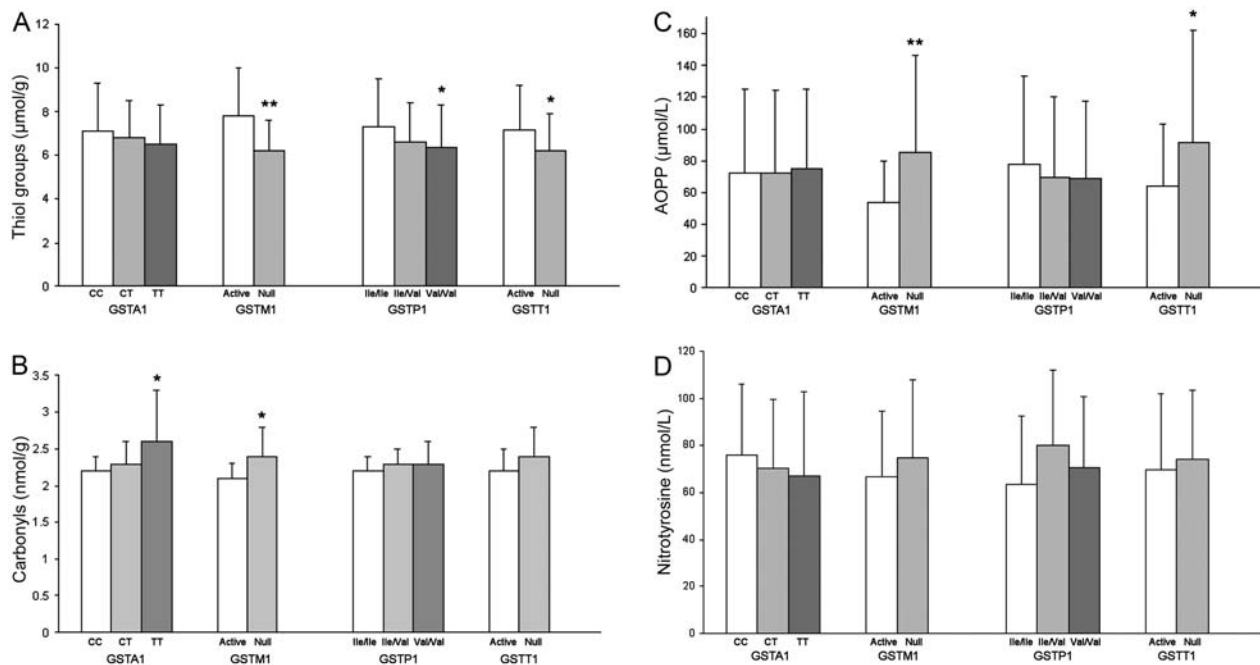 A
Thiol groups (µmol/g)
12
10
8
6
4
2
0
** * *
CC CT TT Active Null Ile/Ile Ile/Val Val/Val Active Null
GSTA1 GSTM1 GSTP1 GSTT1
B
Carbonyls (nmol/g)
3.5
3
2.5
2
1.5
1
0.5
0
* *
CC CT TT Active Null Ile/Ile Ile/Val Val/Val Active Null
GSTA1 GSTM1 GSTP1 GSTT1
C
AOPP (µmol/L)
160
140
120
100
80
60
40
20
0
** *
CC CT TT Active Null Ile/Ile Ile/Val Val/Val Active Null
GSTA1 GSTM1 GSTP1 GSTT1
D
Nitrotyrosine (nmol/L)
120
100
80
60
40
20
0
CC CT TT Active Null Ile/Ile Ile/Val Val/Val Active Null
GSTA1 GSTM1 GSTP1 GSTT1